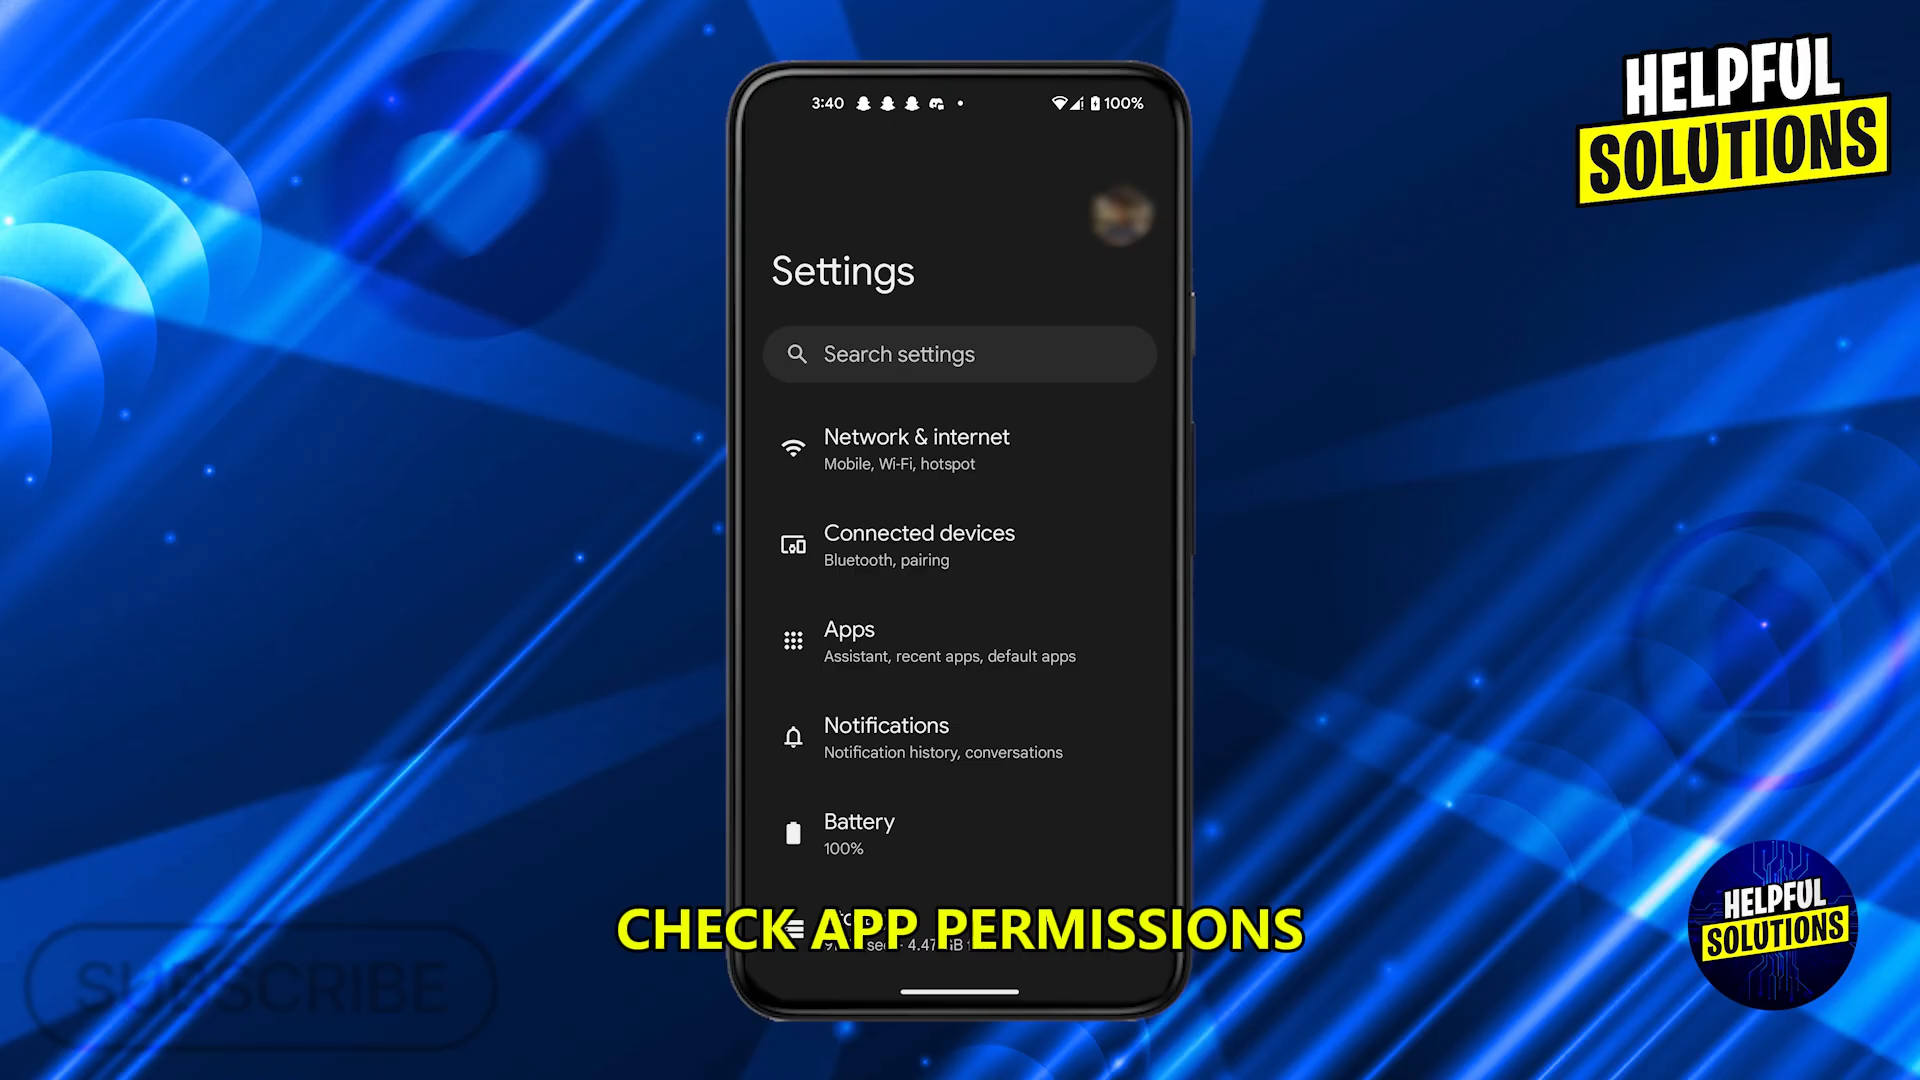 HELPFUL
SOLUTIONS
3:40
100%
Settings
Search settings
Network & internet
Mobile, Wi-Fi, hotspot
Connected devices
Bluetooth, pairing
Apps
Assistant, recent apps, default apps
Notifications
Notification history, conversations
Battery
100%
CHECK APP PERMISSIONS
HELPFUL
SOLUTIONS
SUBSCRIBE